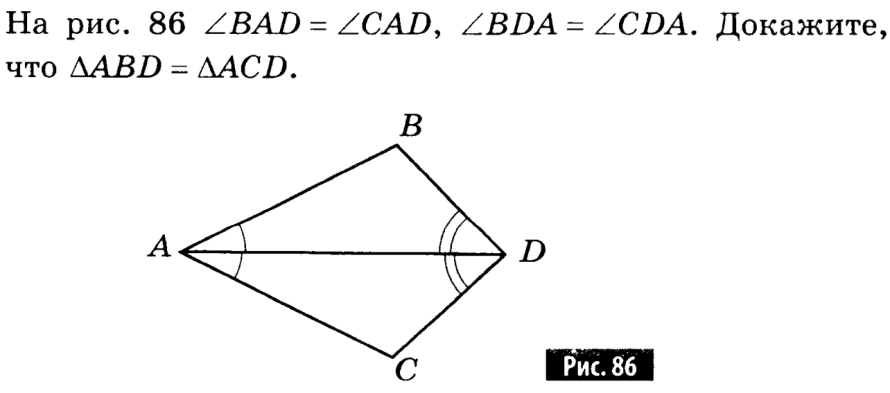 На рис. 86 ∠BAD = ∠CAD, ∠BDA = ∠CDA. Докажите,
что ΔABD = ΔACD.
B
A
D
C
Рис. 86